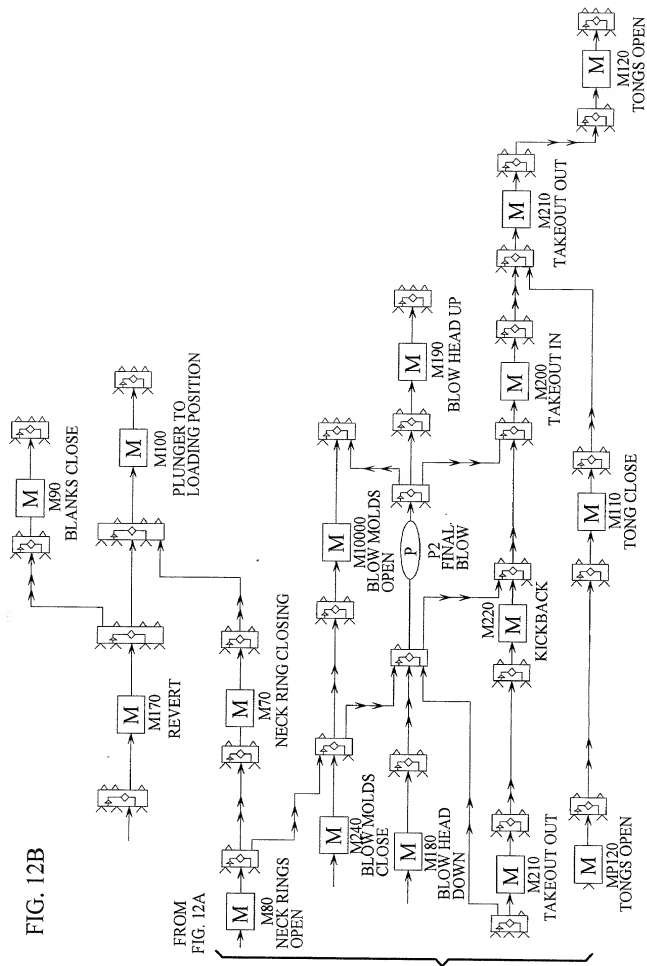 FIG. 12B
M
M90
BLANKS CLOSE
M
M170
REVERT
M
M100
PLUNGER TO
LOADING POSITION
FROM
FIG. 12A
M
M80
NECK RINGS
OPEN
M
M70
NECK RING CLOSING
M
M240
BLOW MOLDS
CLOSE
M
M10000
BLOW MOLDS
OPEN
M
M180
BLOW HEAD
DOWN
P
P2
FINAL
BLOW
M
M190
BLOW HEAD UP
M
M210
TAKEOUT OUT
M220
M
KICKBACK
M
M200
TAKEOUT IN
M
M210
TAKEOUT OUT
M
M120
TONGS OPEN
M
MP120
TONGS OPEN
M
M110
TONG CLOSE